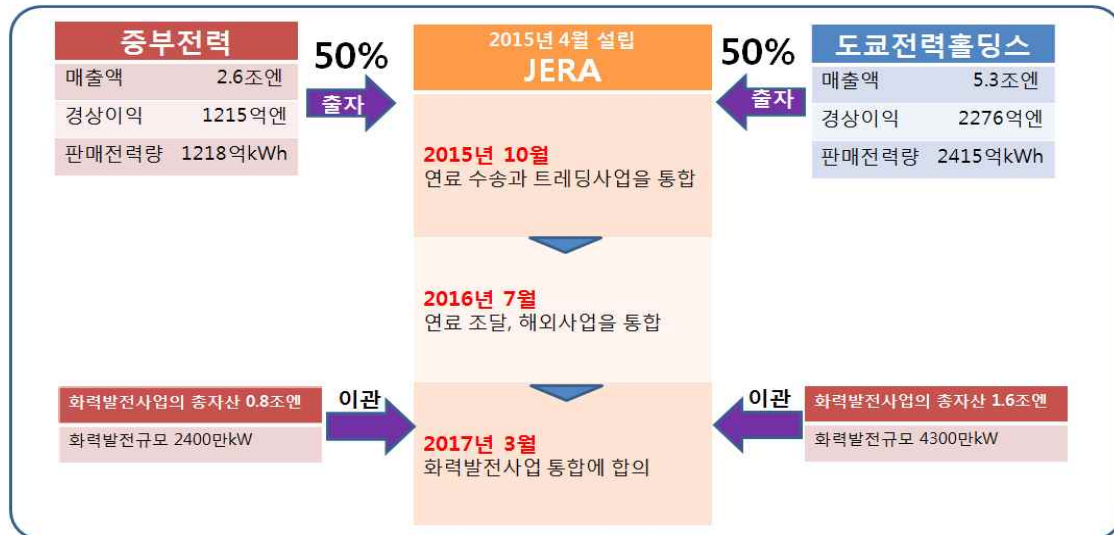 중부전력
매출액 2.6조엔
경상이익 1215억엔
판매전력량 1218억kWh
50%
출자
2015년 4월 설립
JERA
2015년 10월
연료 수송과 트레딩사업을 통합
2016년 7월
연료 조달, 해외사업을 통합
2017년 3월
화력발전사업 통합에 합의
50%
출자
도쿄전력홀딩스
매출액 5.3조엔
경상이익 2276억엔
판매전력량 2415억kWh
화력발전사업의 총자산 0.8조엔
화력발전규모 2400만kW
이관
이관
화력발전사업의 총자산 1.6조엔
화력발전규모 4300만kW